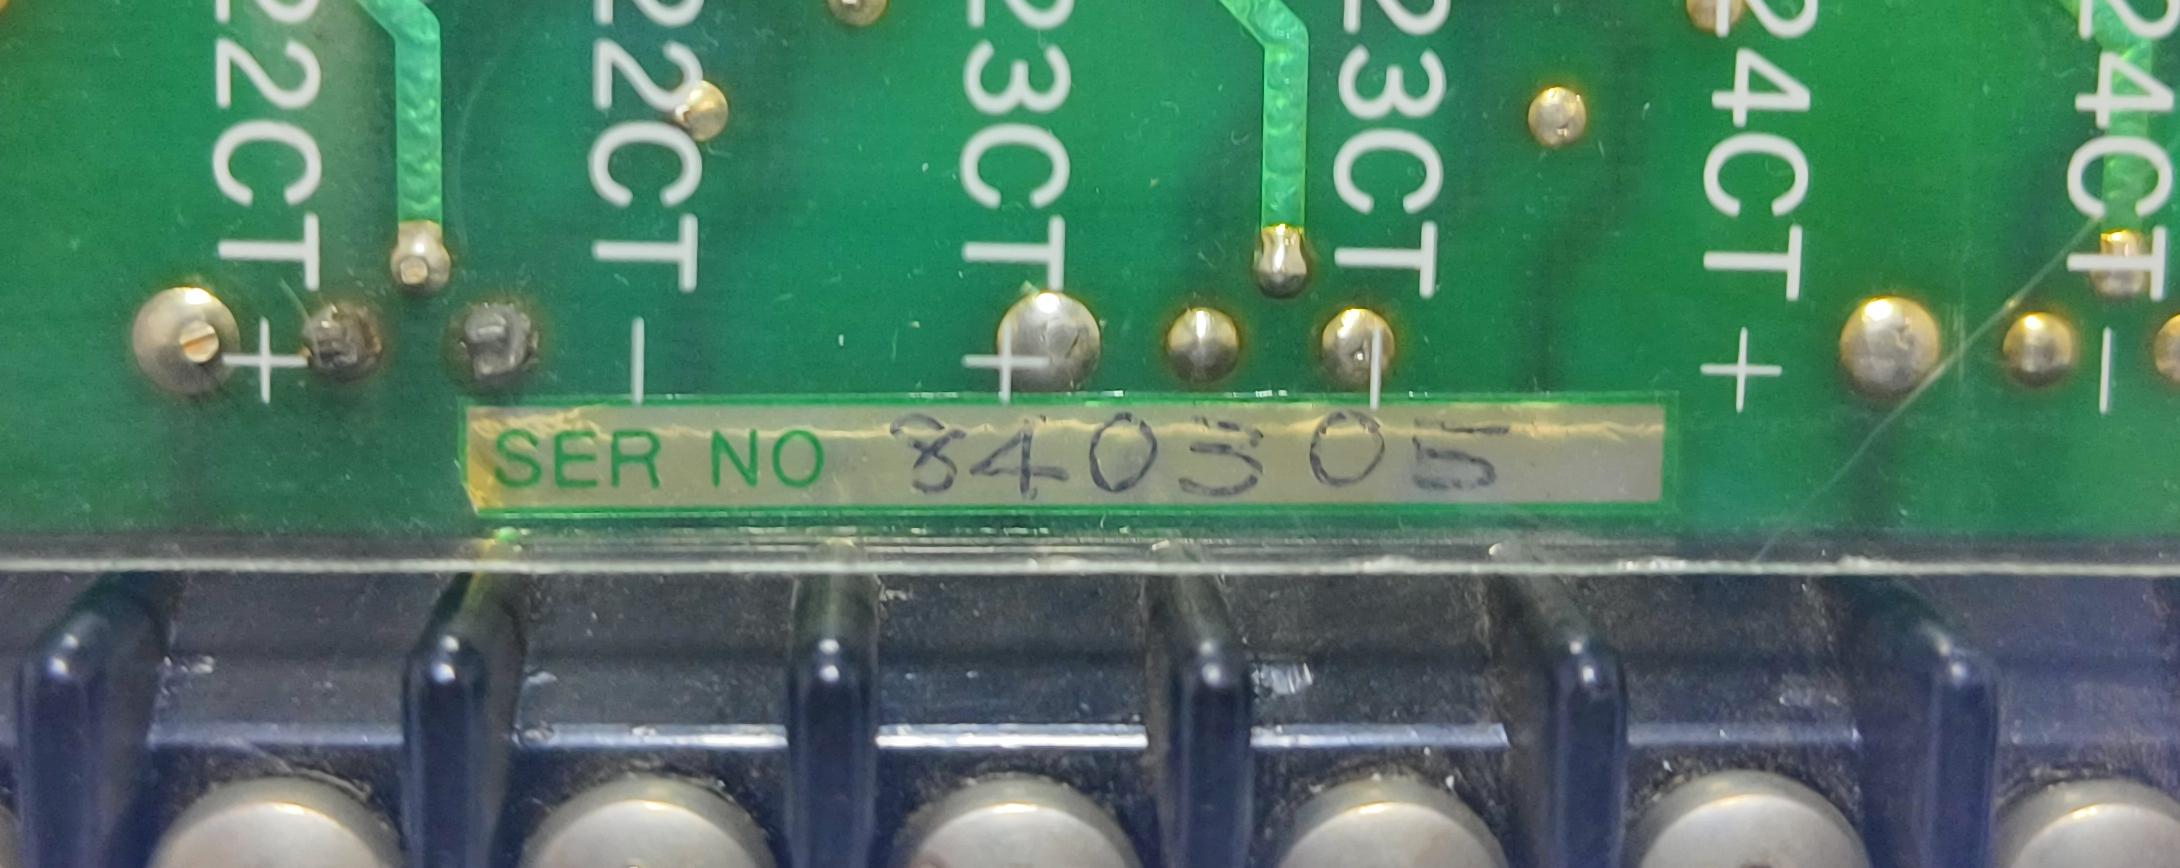 22CT +
22CT -
23CT +
23CT -
24CT +
24CT -
SER NO 840305